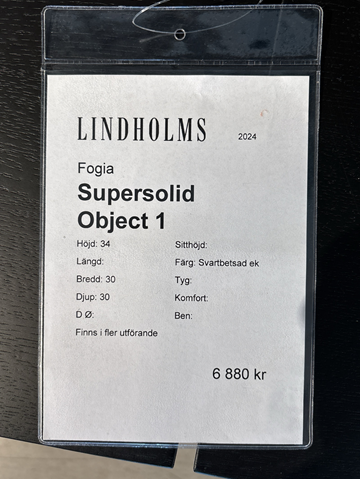 LINDHOLMS 2024
Fogia
Supersolid
Object 1
Höjd: 34 Sitthöjd:
Längd: Färg: Svartbetsad ek
Bredd: 30 Tyg:
Djup: 30 Komfort:
D Ø: Ben:
Finns i fler utförande
6 880 kr